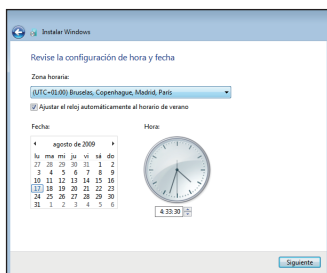 Instalar Windows
Revise la configuración de hora y fecha
Zona horaria:
(UTC+01:00) Bruselas, Copenhague, Madrid, París
Ajustar el reloj automáticamente al horario de verano
Fecha:
Hora:
agosto de 2009
lu ma mi ju vi sá do
27 28 29 30 31 1 2
3 4 5 6 7 8 9
10 11 12 13 14 15 16
17 18 19 20 21 22 23
24 25 26 27 28 29 30
31 1 2 3 4 5 6
4:33:30
Siguiente